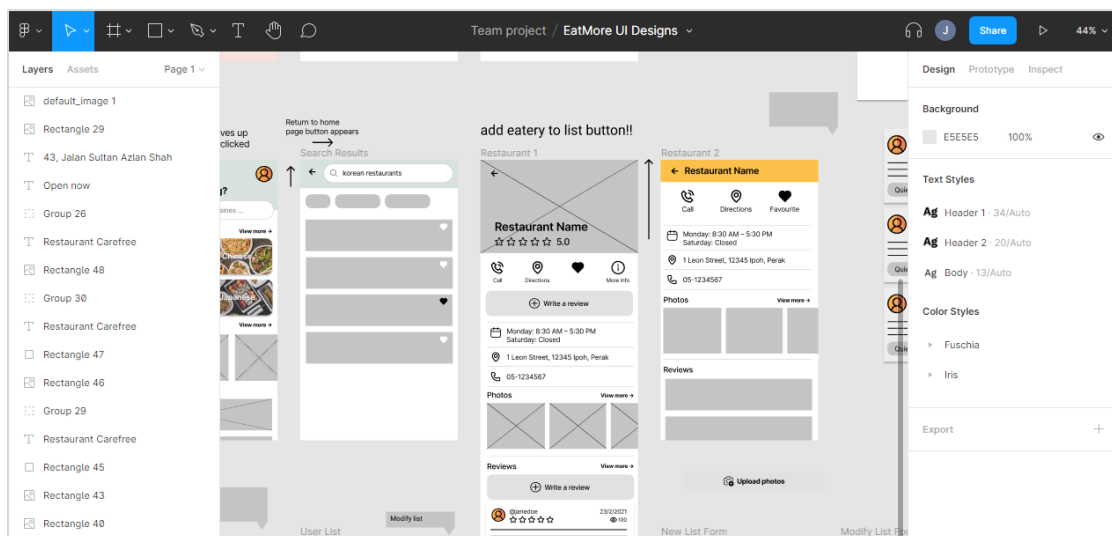 Team project / EatMore UI Designs
J
Share
44%
Layers Assets Page 1
default_image 1
Rectangle 29
43, Jalan Sultan Azlan Shah
Open now
Group 26
Restaurant Carefree
Rectangle 48
Group 30
Restaurant Carefree
Rectangle 47
Rectangle 46
Group 29
Restaurant Carefree
Rectangle 45
Rectangle 43
Rectangle 40
ves up
clicked
?
sines ...
View more →
Chinese
Japanese
View more →
Return to home
page button appears
Search Results
korean restaurants
User List
Modify list
add eatery to list button!!
Restaurant 1
Restaurant Name
5.0
Call Directions More Info
Write a review
Monday: 8:30 AM – 5:30 PM
Saturday: Closed
1 Leon Street, 12345 Ipoh, Perak
05-1234567
Photos View more →
Reviews View more →
Write a review
@janedoe 23/2/2021
100
Restaurant 2
Restaurant Name
Call Directions Favourite
Monday: 8:30 AM – 5:30 PM
Saturday: Closed
1 Leon Street, 12345 Ipoh, Perak
05-1234567
Photos View more →
Reviews
Upload photos
New List Form
Modify List Fo
Quie
Quie
Quie
Design Prototype Inspect
Background
E5E5E5 100%
Text Styles
Ag Header 1 · 34/Auto
Ag Header 2 · 20/Auto
Ag Body · 13/Auto
Color Styles
Fuschia
Iris
Export